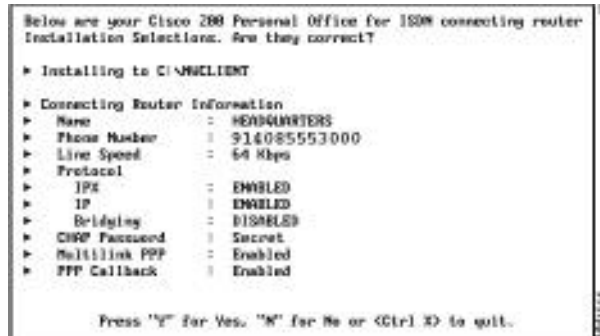 Below are your Cisco 200 Personal Office for ISDN connecting router
Installation Selections. Are they correct?
▶ Installing to C:\NWCLIENT
▶ Connecting Router Information
▶ Name : HEADQUARTERS
▶ Phone Number : 914085553000
▶ Line Speed : 64 Kbps
▶ Protocol
▶ IPX : ENABLED
▶ IP : ENABLED
▶ Bridging : DISABLED
▶ CHAP Password : Secret
▶ Multilink PPP : Enabled
▶ PPP Callback : Enabled
Press "Y" for Yes, "N" for No or <Ctrl X> to quit.